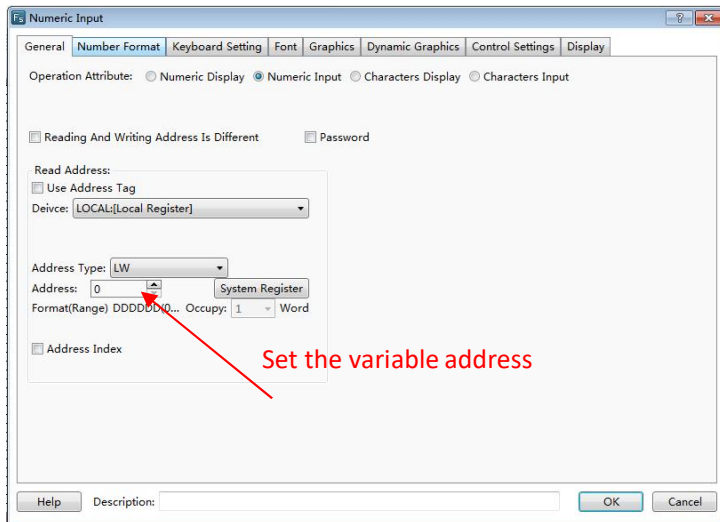 Fs Numeric Input
General Number Format Keyboard Setting Font Graphics Dynamic Graphics Control Settings Display
Operation Attribute: Numeric Display Numeric Input Characters Display Characters Input
Reading And Writing Address Is Different Password
Read Address:
Use Address Tag
Deivce: LOCAL:[Local Register]
Address Type: LW
Address: 0 System Register
Format(Range) DDDDDD(0... Occupy: 1 Word
Address Index
Set the variable address
Help Description: OK Cancel